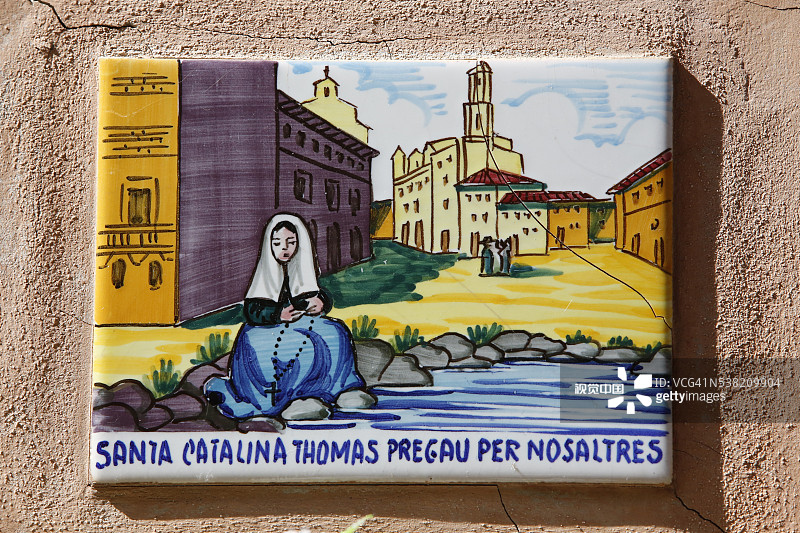 视觉中国
ID: VCG41N538209904
gettyimages
SANTA CATALINA THOMAS PREGAU PER NOSALTRES